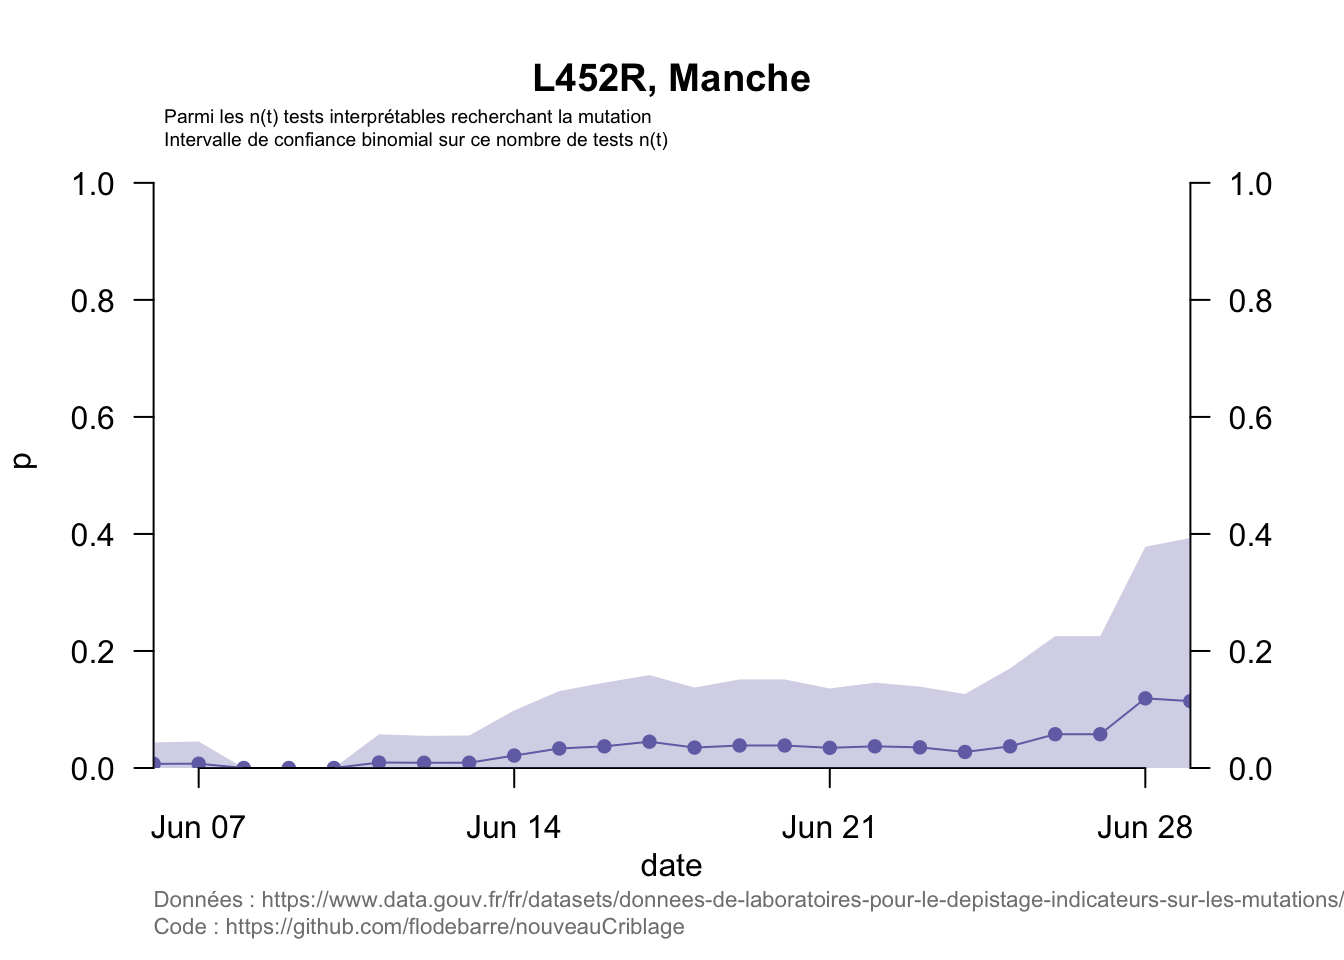 L452R, Manche
Parmi les n(t) tests interprétables recherchant la mutation
Intervalle de confiance binomial sur ce nombre de tests n(t)
1.0 1.0
0.8 0.8
0.6 0.6
p
0.4 0.4
0.2 0.2
0.0 0.0
Jun 07 Jun 14 Jun 21 Jun 28
date
Données : https://www.data.gouv.fr/fr/datasets/donnees-de-laboratoires-pour-le-depistage-indicateurs-sur-les-mutations/
Code : https://github.com/flodebarre/nouveauCriblage